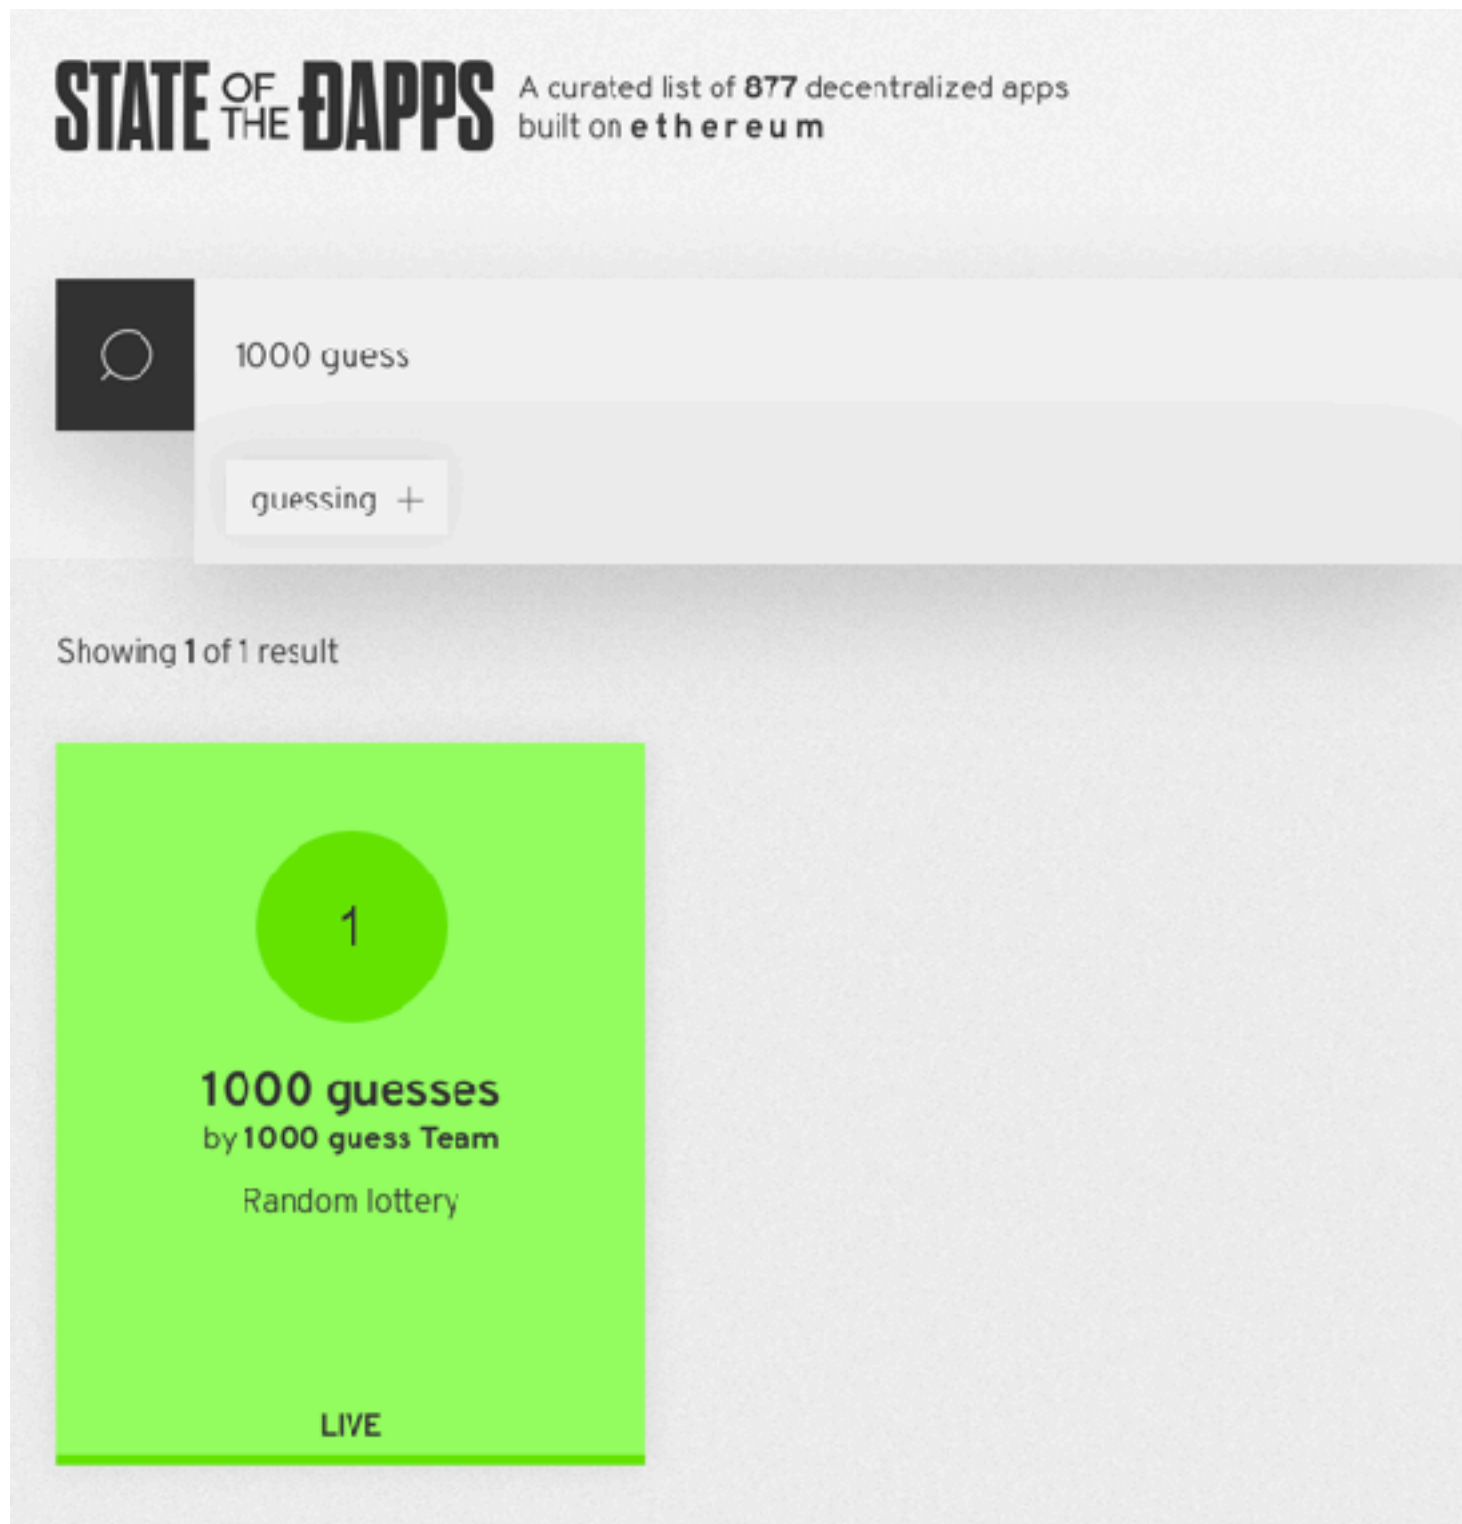 STATE OF THE ĐAPPS
A curated list of 877 decentralized apps
built on ethereum
1000 guess
guessing +
Showing 1 of 1 result
1
1000 guesses
by 1000 guess Team
Random lottery
LIVE